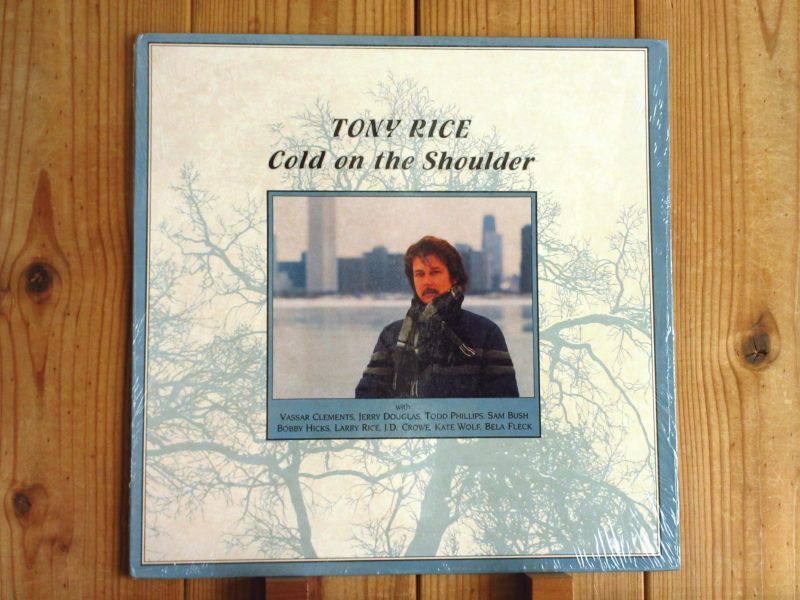 TONY RICE
Cold on the Shoulder
with
VASSAR CLEMENTS, JERRY DOUGLAS, TODD PHILLIPS, SAM BUSH
BOBBY HICKS, LARRY RICE, J.D. CROWE, KATE WOLF, BELA FLECK